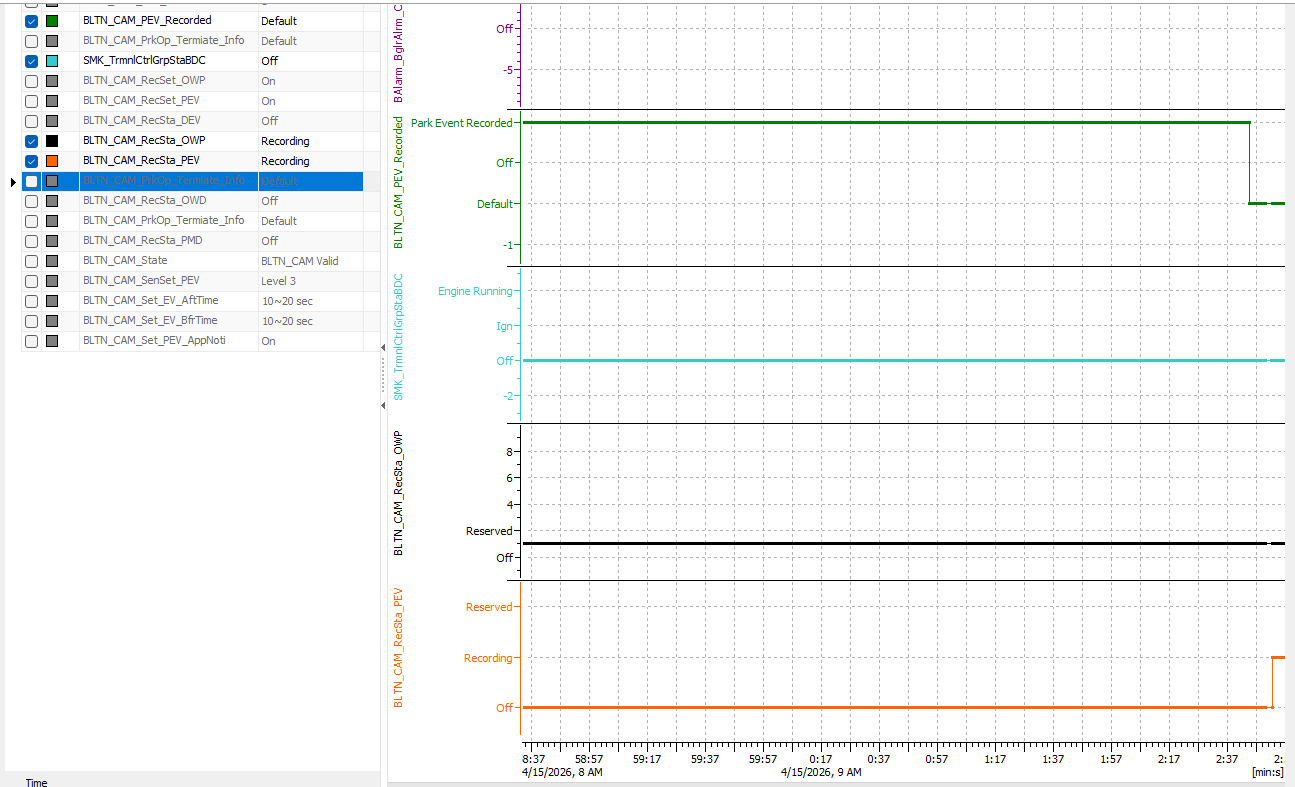 BLTN_CAM_PEV_Recorded Default
BLTN_CAM_PrkOp_Termiate_Info Default
SMK_TrmnlCtrlGrpStaBDC Off
BLTN_CAM_RecSet_OWP On
BLTN_CAM_RecSet_PEV On
BLTN_CAM_RecSta_DEV Off
BLTN_CAM_RecSta_OWP Recording
BLTN_CAM_RecSta_PEV Recording
BLTN_CAM_PrkOp_Termiate_Info Default
BLTN_CAM_RecSta_OWD Off
BLTN_CAM_PrkOp_Termiate_Info Default
BLTN_CAM_RecSta_PMD Off
BLTN_CAM_State BLTN_CAM Valid
BLTN_CAM_SenSet_PEV Level 3
BLTN_CAM_Set_EV_AftTime 10~20 sec
BLTN_CAM_Set_EV_BfrTime 10~20 sec
BLTN_CAM_Set_PEV_AppNoti On
Time
BAlarm_BglrAlrm_C
Off
-5
BLTN_CAM_PEV_Recorded
Park Event Recorded
Off
Default
-1
SMK_TrmnlCtrlGrpStaBDC
Engine Running
Ign
Off
-2
BLTN_CAM_RecSta_OWP
8
6
4
Reserved
Off
BLTN_CAM_RecSta_PEV
Reserved
Recording
Off
8:37 58:57 59:17 59:37 59:57 0:17 0:37 0:57 1:17 1:37 1:57 2:17 2:37 2:
4/15/2026, 8 AM 4/15/2026, 9 AM [min:s]